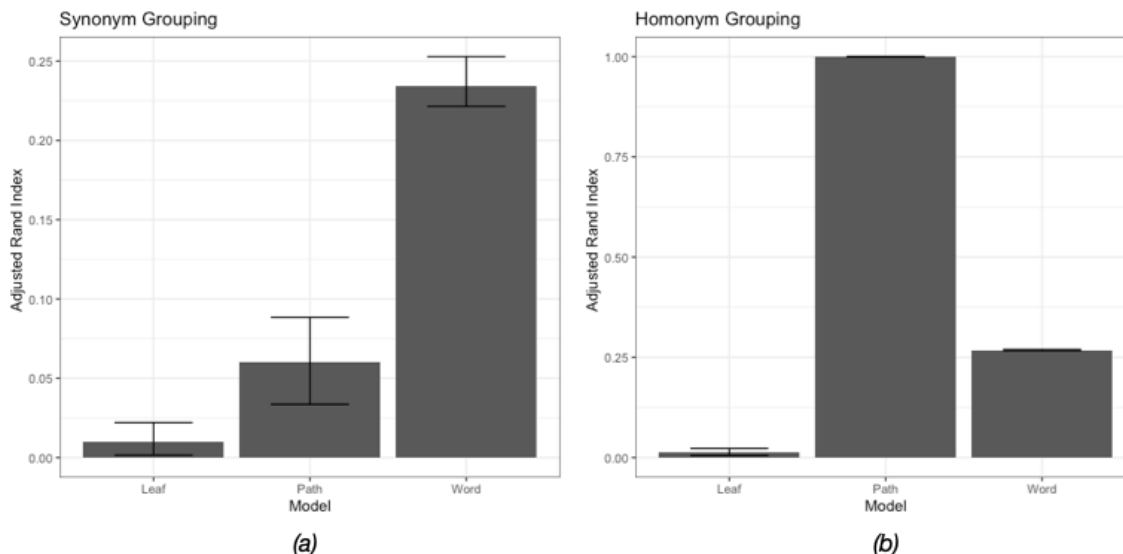 Synonym Grouping
Adjusted Rand Index
0.25
0.20
0.15
0.10
0.05
0.00
Leaf Path Word
Model
(a)
Homonym Grouping
Adjusted Rand Index
1.00
0.75
0.50
0.25
0.00
Leaf Path Word
Model
(b)